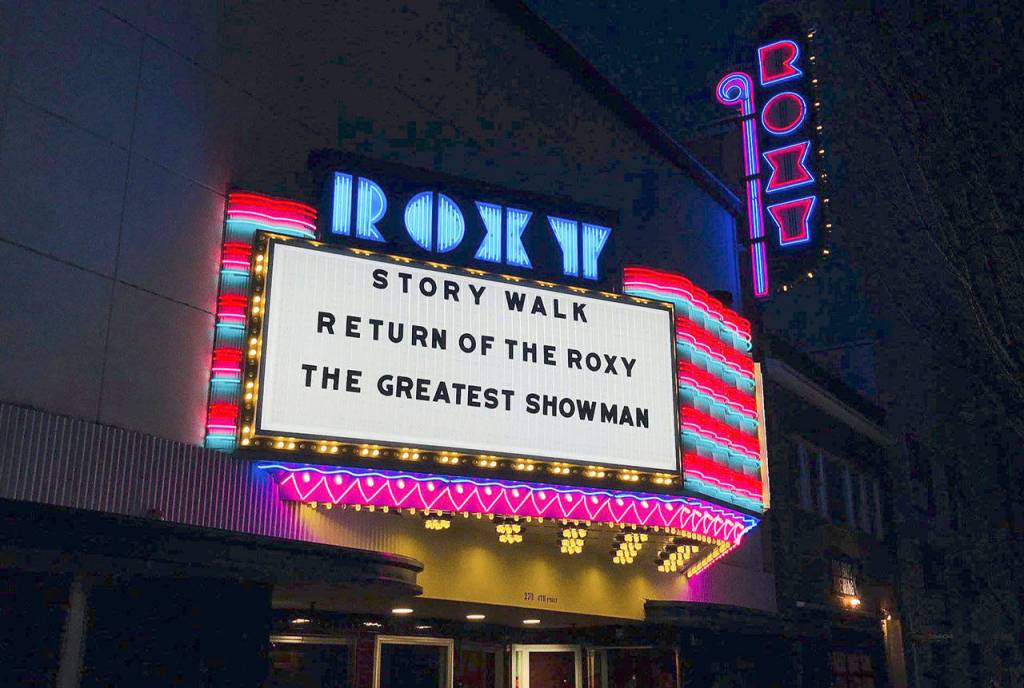 ROXY
ROXY
STORY WALK
RETURN OF THE ROXY
THE GREATEST SHOWMAN